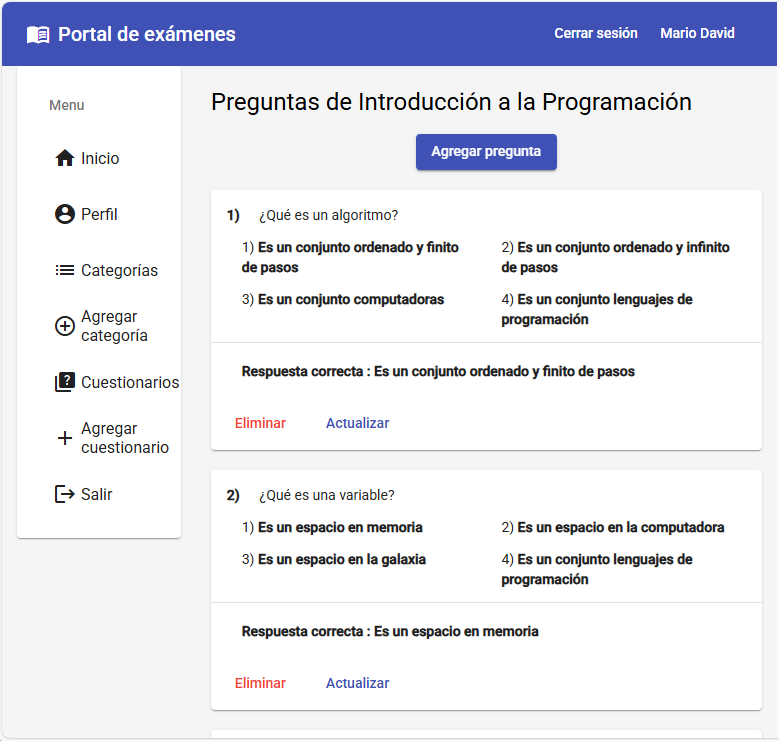 Portal de exámenes
Cerrar sesión Mario David
Menu
Inicio
Perfil
Categorías
Agregar
categoría
Cuestionarios
Agregar
cuestionario
Salir
Preguntas de Introducción a la Programación
Agregar pregunta
1) ¿Qué es un algoritmo?
1) Es un conjunto ordenado y finito
de pasos
2) Es un conjunto ordenado y infinito
de pasos
3) Es un conjunto computadoras
4) Es un conjunto lenguajes de
programación
Respuesta correcta : Es un conjunto ordenado y finito de pasos
Eliminar Actualizar
2) ¿Qué es una variable?
1) Es un espacio en memoria
2) Es un espacio en la computadora
3) Es un espacio en la galaxia
4) Es un conjunto lenguajes de
programación
Respuesta correcta : Es un espacio en memoria
Eliminar Actualizar